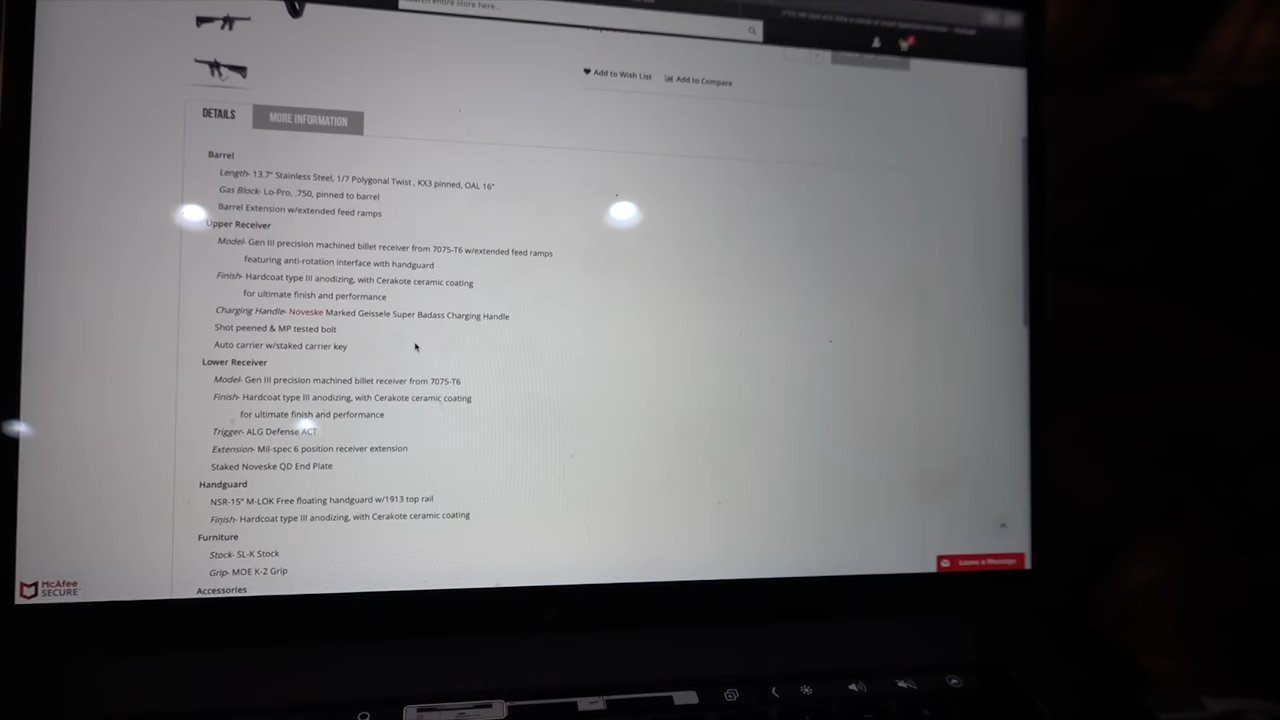 entire store here...
Add to Wish List
Add to Compare
DETAILS
MORE INFORMATION
Barrel
Length- 13.7" Stainless Steel, 1/7 Polygonal Twist , KX3 pinned, OAL 16"
Gas Block- Lo-Pro, .750, pinned to barrel
Barrel Extension w/extended feed ramps
Upper Receiver
Model- Gen III precision machined billet receiver from 7075-T6 w/extended feed ramps
featuring anti-rotation interface with handguard
Finish- Hardcoat type III anodizing, with Cerakote ceramic coating
for ultimate finish and performance
Charging Handle- Noveske Marked Geissele Super Badass Charging Handle
Shot peened & MP tested bolt
Auto carrier w/staked carrier key
Lower Receiver
Model- Gen III precision machined billet receiver from 7075-T6
Finish- Hardcoat type III anodizing, with Cerakote ceramic coating
for ultimate finish and performance
Trigger- ALG Defense ACT
Extension- Mil-spec 6 position receiver extension
Staked Noveske QD End Plate
Handguard
NSR-15" M-LOK Free floating handguard w/1913 top rail
Finish- Hardcoat type III anodizing, with Cerakote ceramic coating
Furniture
Stock- SL-K Stock
Grip- MOE K-2 Grip
Accessories
Leave a Message
McAfee
SECURE